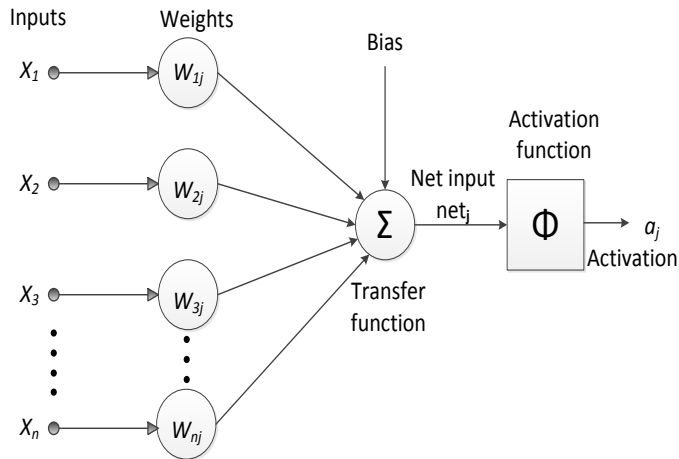 Inputs
Weights
Bias
X1
W1j
Activation
function
X2
W2j
Net input
netj
Σ
Φ
aj
Activation
X3
W3j
Transfer
function
Xn
Wnj